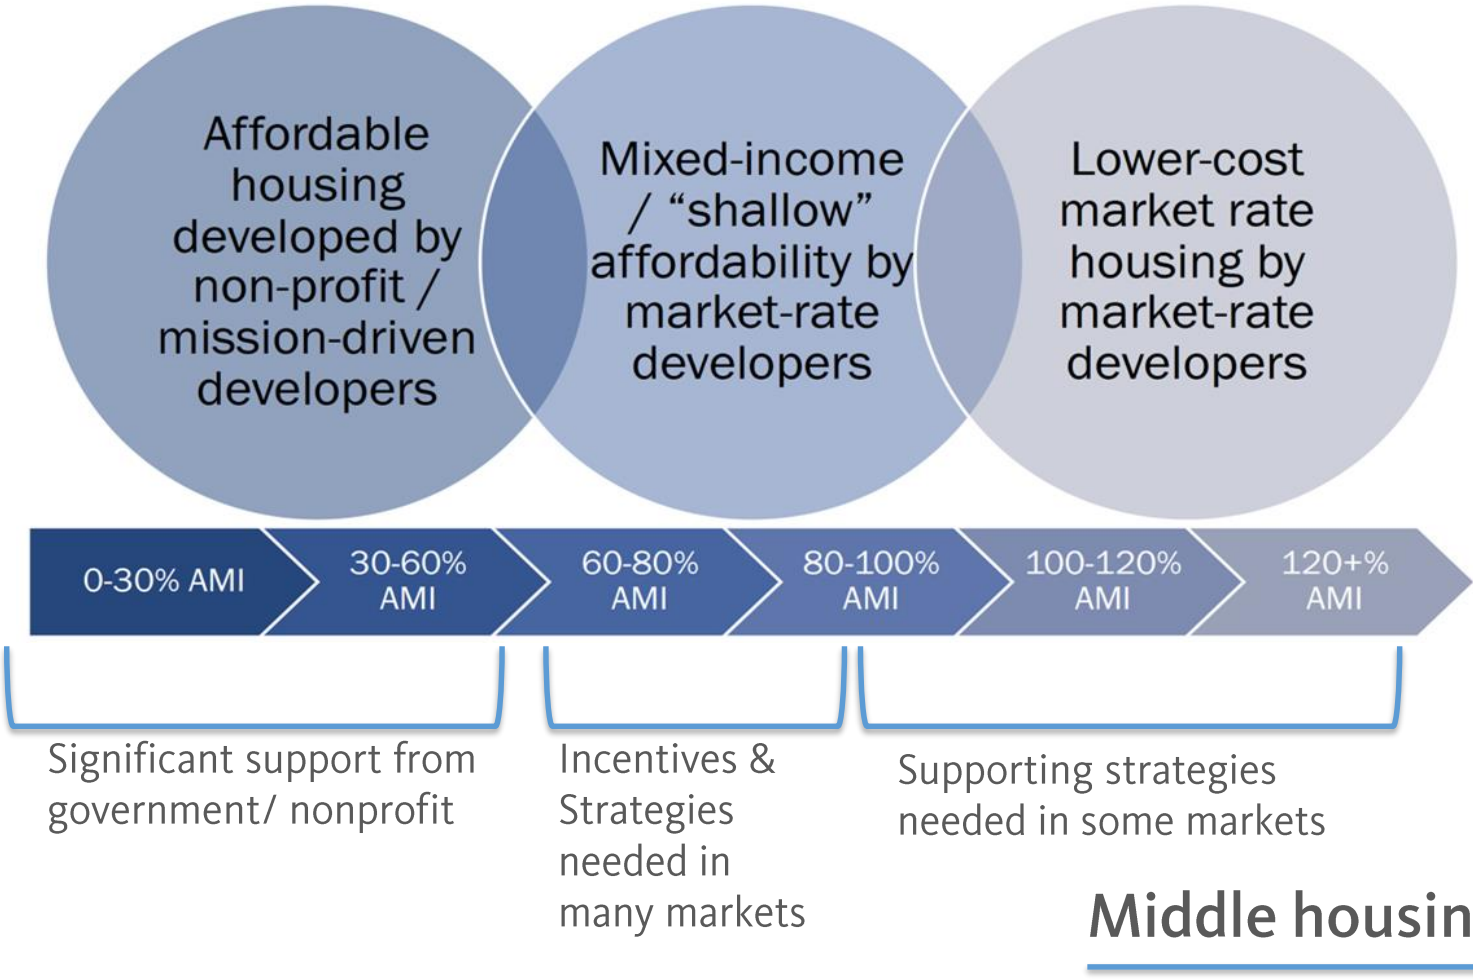 Affordable
housing
developed by
non-profit /
mission-driven
developers
Mixed-income
/ “shallow”
affordability by
market-rate
developers
Lower-cost
market rate
housing by
market-rate
developers
0-30% AMI
30-60%
AMI
60-80%
AMI
80-100%
AMI
100-120%
AMI
120+%
AMI
Significant support from
government/ nonprofit
Incentives &
Strategies
needed in
many markets
Supporting strategies
needed in some markets
Middle housin